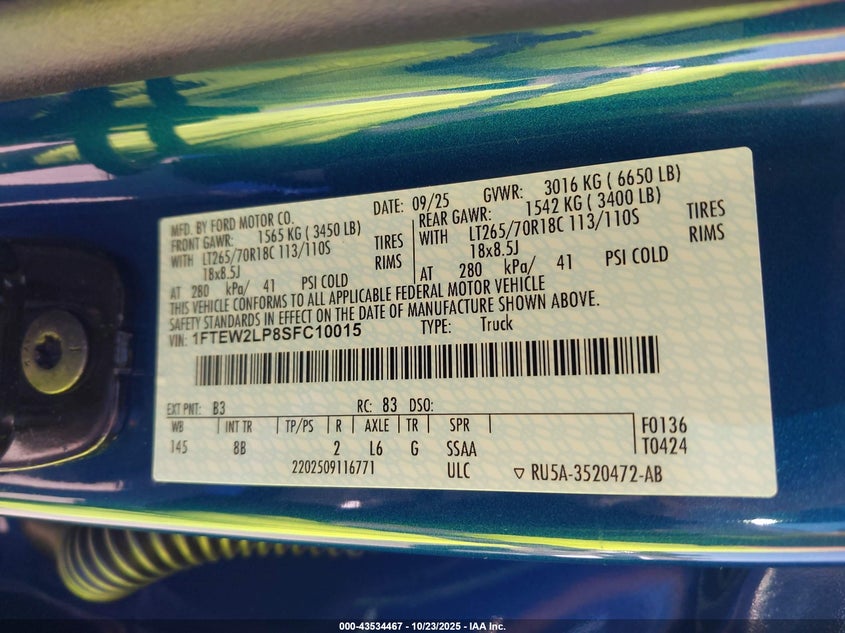 MFD. BY FORD MOTOR CO.
DATE: 09/25 GVWR: 3016 KG ( 6650 LB)
FRONT GAWR: 1565 KG ( 3450 LB)
REAR GAWR: 1542 KG ( 3400 LB)
WITH LT265/70R18C 113/110S TIRES
WITH LT265/70R18C 113/110S TIRES
18x8.5J RIMS
18x8.5J RIMS
AT 280 kPa/ 41 PSI COLD
AT 280 kPa/ 41 PSI COLD
THIS VEHICLE CONFORMS TO ALL APPLICABLE FEDERAL MOTOR VEHICLE
SAFETY STANDARDS IN EFFECT ON THE DATE OF MANUFACTURE SHOWN ABOVE.
VIN: 1FTEW2LP8SFC10015 TYPE: Truck
EXT PNT: B3 RC: 83 DSO:
WB INT TR TP/PS R AXLE TR SPR F0136
145 8B 2 L6 G SSAA T0424
2202509116771 ULC ▽ RU5A-3520472-AB
000-43534467 - 10/23/2025 - IAA Inc.